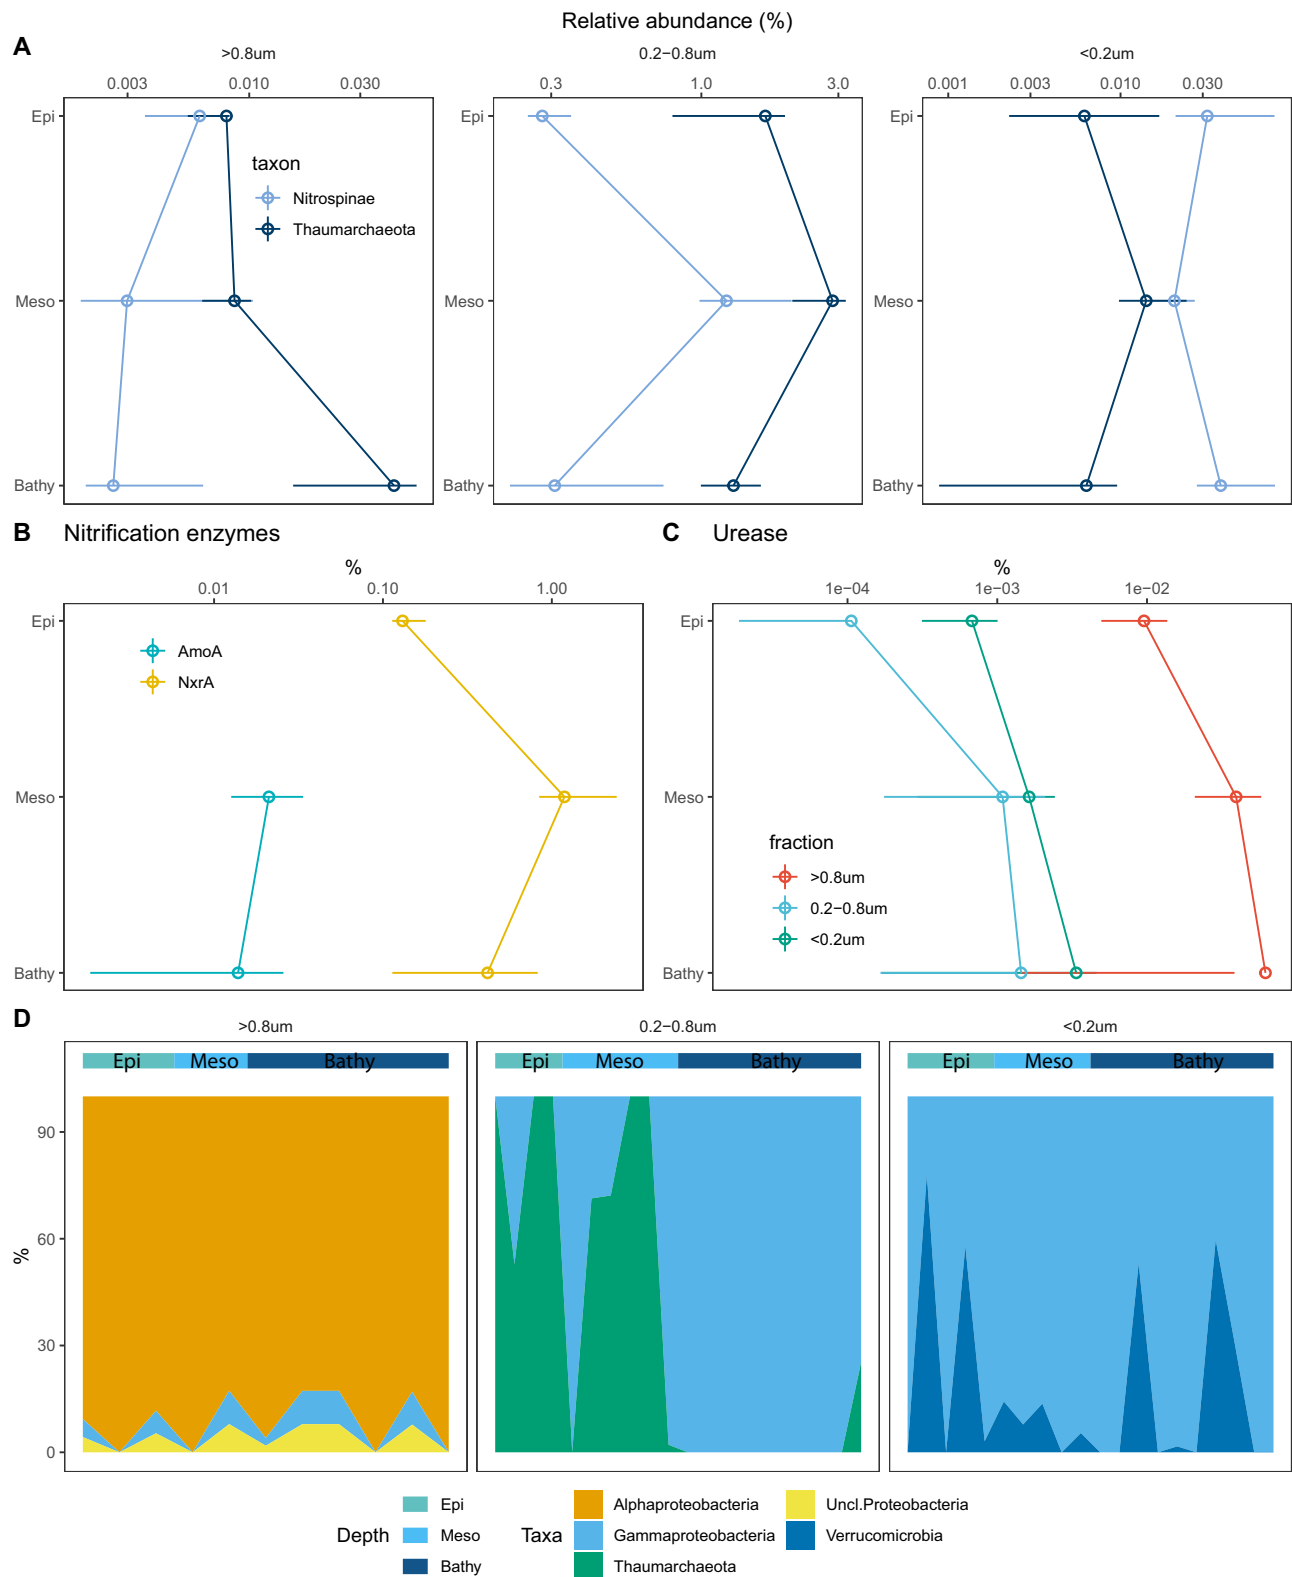 Relative abundance (%)
A
>0.8um
0.2−0.8um
<0.2um
0.003 0.010 0.030
0.3 1.0 3.0
0.001 0.003 0.010 0.030
Epi
Meso
Bathy
taxon
Nitrospinae
Thaumarchaeota
Epi
Meso
Bathy
Epi
Meso
Bathy
B Nitrification enzymes
%
0.01 0.10 1.00
Epi
Meso
Bathy
AmoA
NxrA
C Urease
%
1e−04 1e−03 1e−02
Epi
Meso
Bathy
fraction
>0.8um
0.2−0.8um
<0.2um
D
>0.8um
0.2−0.8um
<0.2um
Epi Meso Bathy
Epi Meso Bathy
Epi Meso Bathy
%
90
60
30
0
Depth
Epi
Meso
Bathy
Taxa
Alphaproteobacteria
Gammaproteobacteria
Thaumarchaeota
Uncl.Proteobacteria
Verrucomicrobia